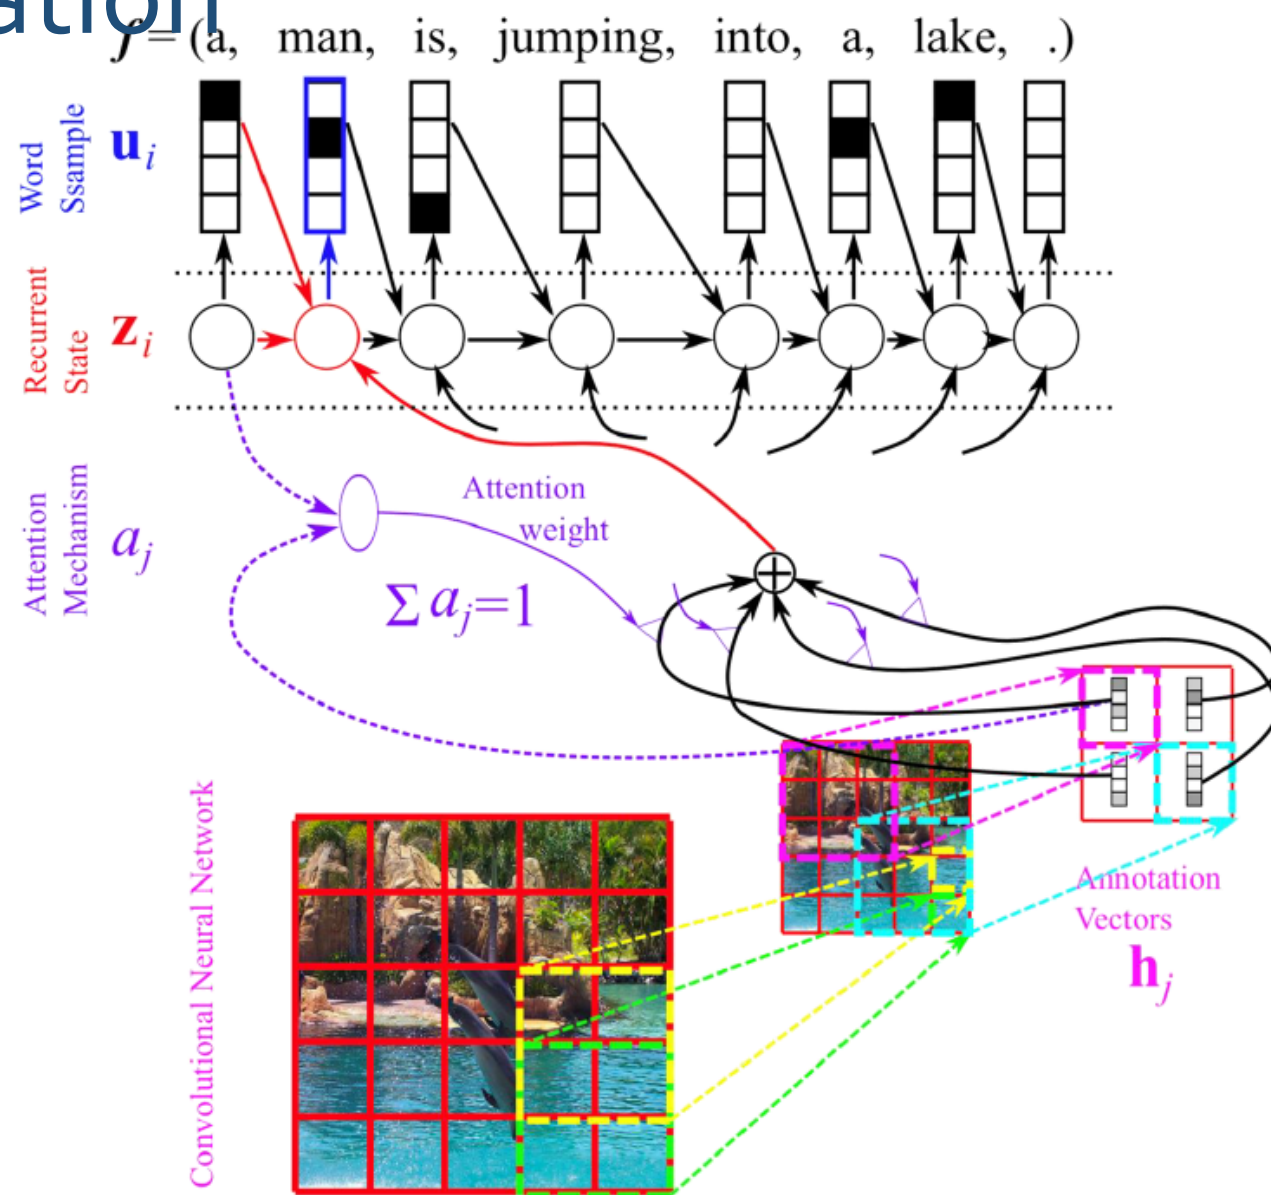 ation
f = (a, man, is, jumping, into, a, lake, .)
Word
Ssample
u_i
Recurrent
State
z_i
Attention
Mechanism
a_j
Attention
weight
∑ a_j=1
Convolutional Neural Network
Annotation
Vectors
h_j